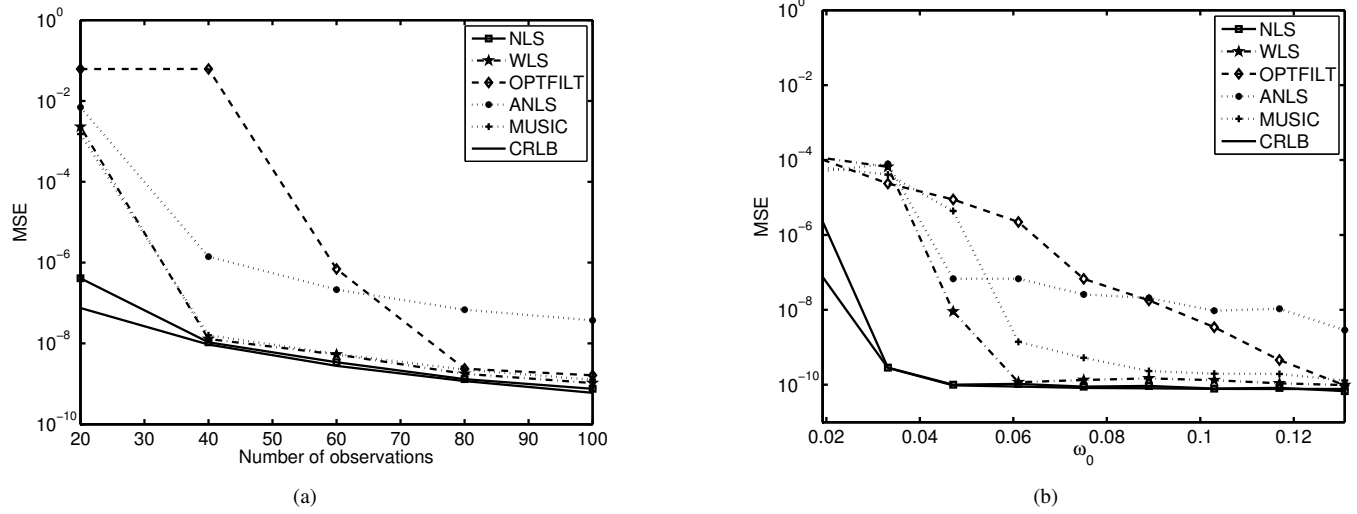 10^0
10^-2
10^-4
10^-6
10^-8
10^-10
MSE
20 30 40 50 60 70 80 90 100
Number of observations
NLS
WLS
OPTFILT
ANLS
MUSIC
CRLB
(a)
10^0
10^-2
10^-4
10^-6
10^-8
10^-10
MSE
0.02 0.04 0.06 0.08 0.1 0.12
ω_0
NLS
WLS
OPTFILT
ANLS
MUSIC
CRLB
(b)